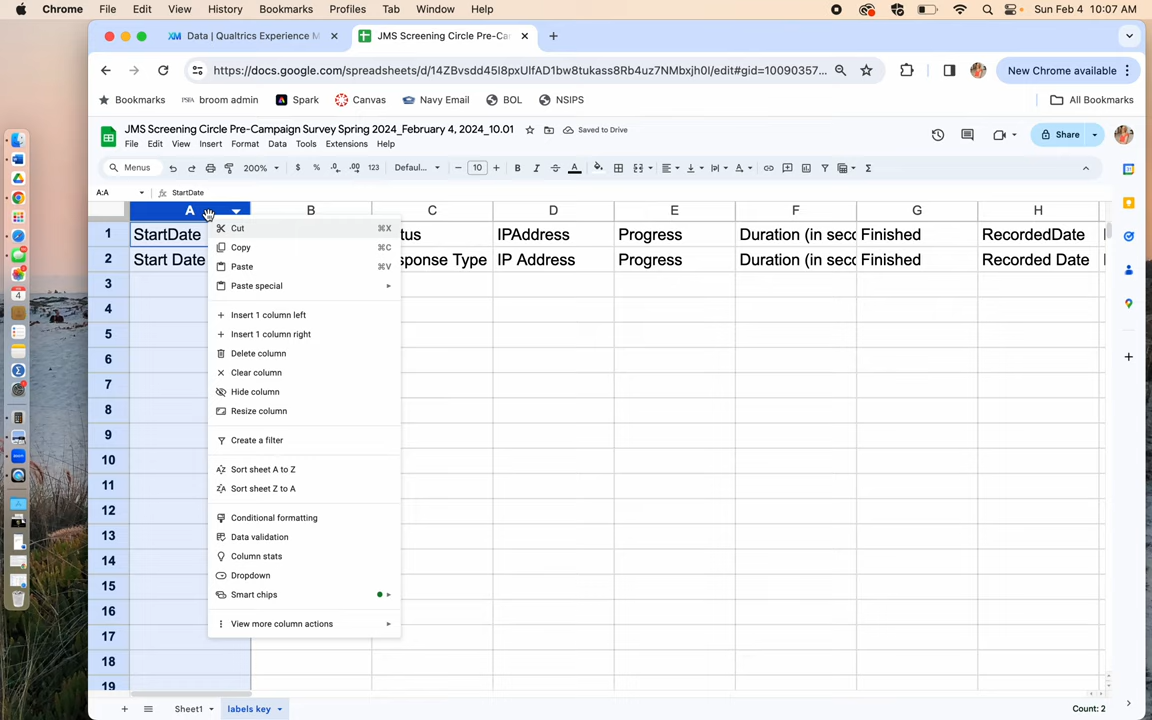 Chrome File Edit View History Bookmarks Profiles Tab Window Help Sun Feb 4 10:07 AM
Data | Qualtrics Experience M JMS Screening Circle Pre-Ca
https://docs.google.com/spreadsheets/d/14ZBvsdd45I8pxUlfAD1bw8tukass8Rb4uz7NMbxjh0I/edit#gid=10090357... New Chrome available
Bookmarks broom admin Spark Canvas Navy Email BOL NSIPS All Bookmarks
JMS Screening Circle Pre-Campaign Survey Spring 2024_February 4, 2024_10.01 Saved to Drive
File Edit View Insert Format Data Tools Extensions Help Share
Menus 200% $ % .0 .00 123 Defaul... 10 B I A
A:A fx StartDate
A B C D E F G H
1 StartDate tus IPAddress Progress Duration (in sec Finished RecordedDate
2 Start Date ponse Type IP Address Progress Duration (in sec Finished Recorded Date
Cut ⌘X
Copy ⌘C
Paste ⌘V
Paste special
Insert 1 column left
Insert 1 column right
Delete column
Clear column
Hide column
Resize column
Create a filter
Sort sheet A to Z
Sort sheet Z to A
Conditional formatting
Data validation
Column stats
Dropdown
Smart chips
View more column actions
3
4
5
6
7
8
9
10
11
12
13
14
15
16
17
18
19
Sheet1 labels key Count: 2